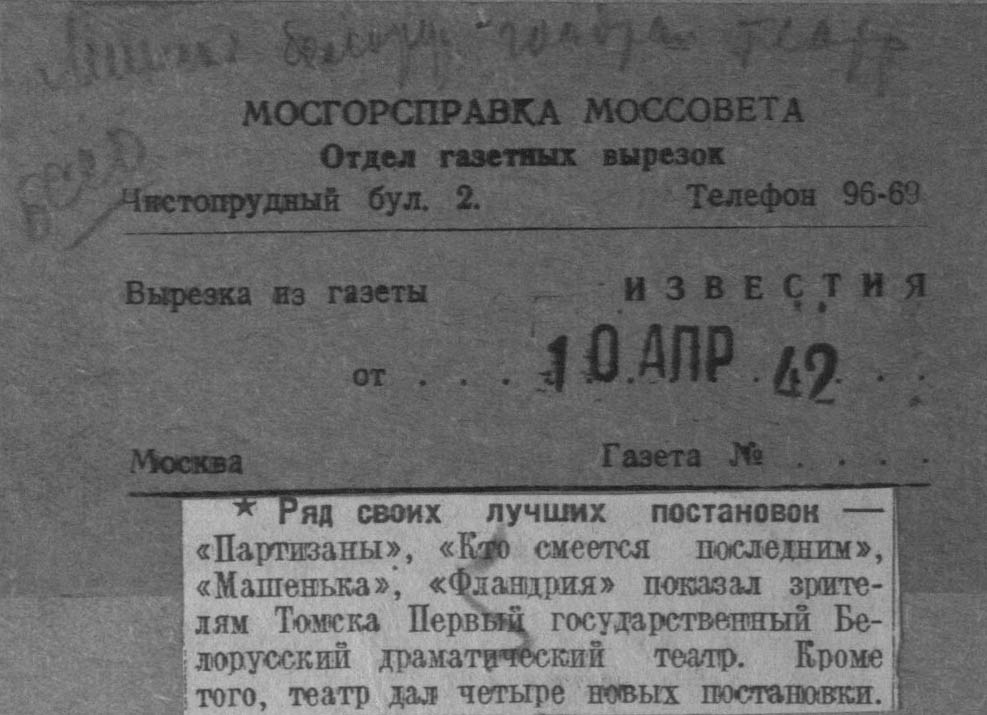 театр
МОСГОРСПРАВКА МОССОВЕТА
Отдел газетных вырезок
Чистопрудный бул. 2. Телефон 96-69
Вырезка из газеты ИЗВЕСТИЯ
от . . . 10 АПР . 42 . . .
Москва Газета № . . . .
★ Ряд своих лучших постановок —
«Партизаны», «Кто смеется последним»,
«Машенька», «Фландрия» показал зрите-
лям Томска Первый государственный Бе-
лорусский драматический театр. Кроме
того, театр дал четыре новых постановки.